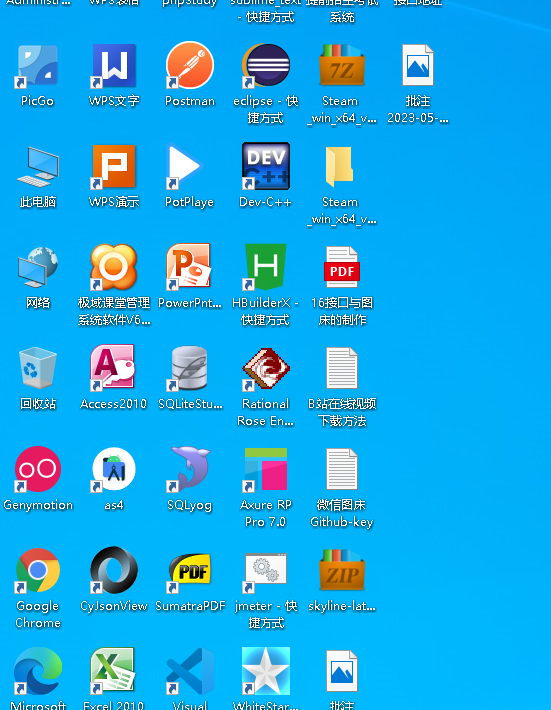 Administr...
WPS表格
phpStudy
sublime_text
- 快捷方式
提前招生考试
系统
接口地址
PicGo
W
WPS文字
Postman
eclipse - 快
捷方式
7Z
Steam
_win_x64_v...
批注
2023-05-...
此电脑
P
WPS演示
PotPlaye
DEV
C++
Dev-C++
Steam
_win_x64_v...
网络
极域课堂管理
系统软件V6...
P
PowerPnt...
H
HBuilderX -
快捷方式
PDF
16接口与图
床的制作
回收站
A
Access2010
SQLiteStu...
Rational
Rose En...
B站在线视频
下载方法
Genymotion
as4
SQLyog
Axure RP
Pro 7.0
微信图床
Github-key
Google
Chrome
CyJsonView
PDF
SumatraPDF
jmeter - 快
捷方式
ZIP
skyline-lat...
Microsoft
X
Excel 2010
Visual
WhiteStar...
批注